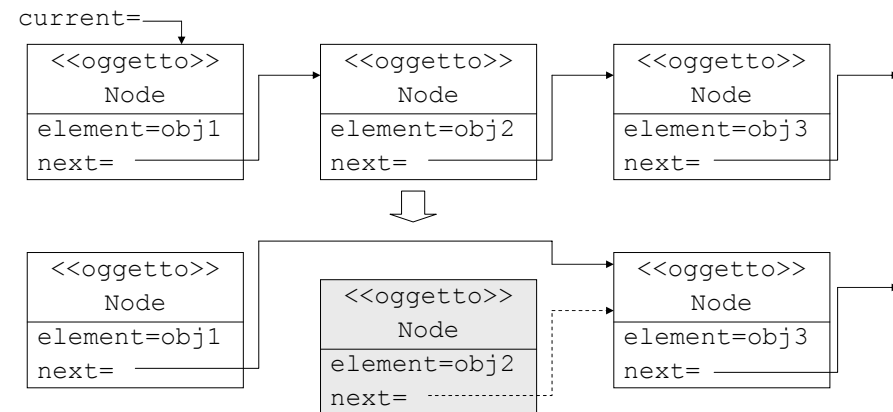 current=
<<oggetto>>
Node
element=obj1
next=
<<oggetto>>
Node
element=obj2
next=
<<oggetto>>
Node
element=obj3
next=
<<oggetto>>
Node
element=obj1
next=
<<oggetto>>
Node
element=obj2
next=
<<oggetto>>
Node
element=obj3
next=